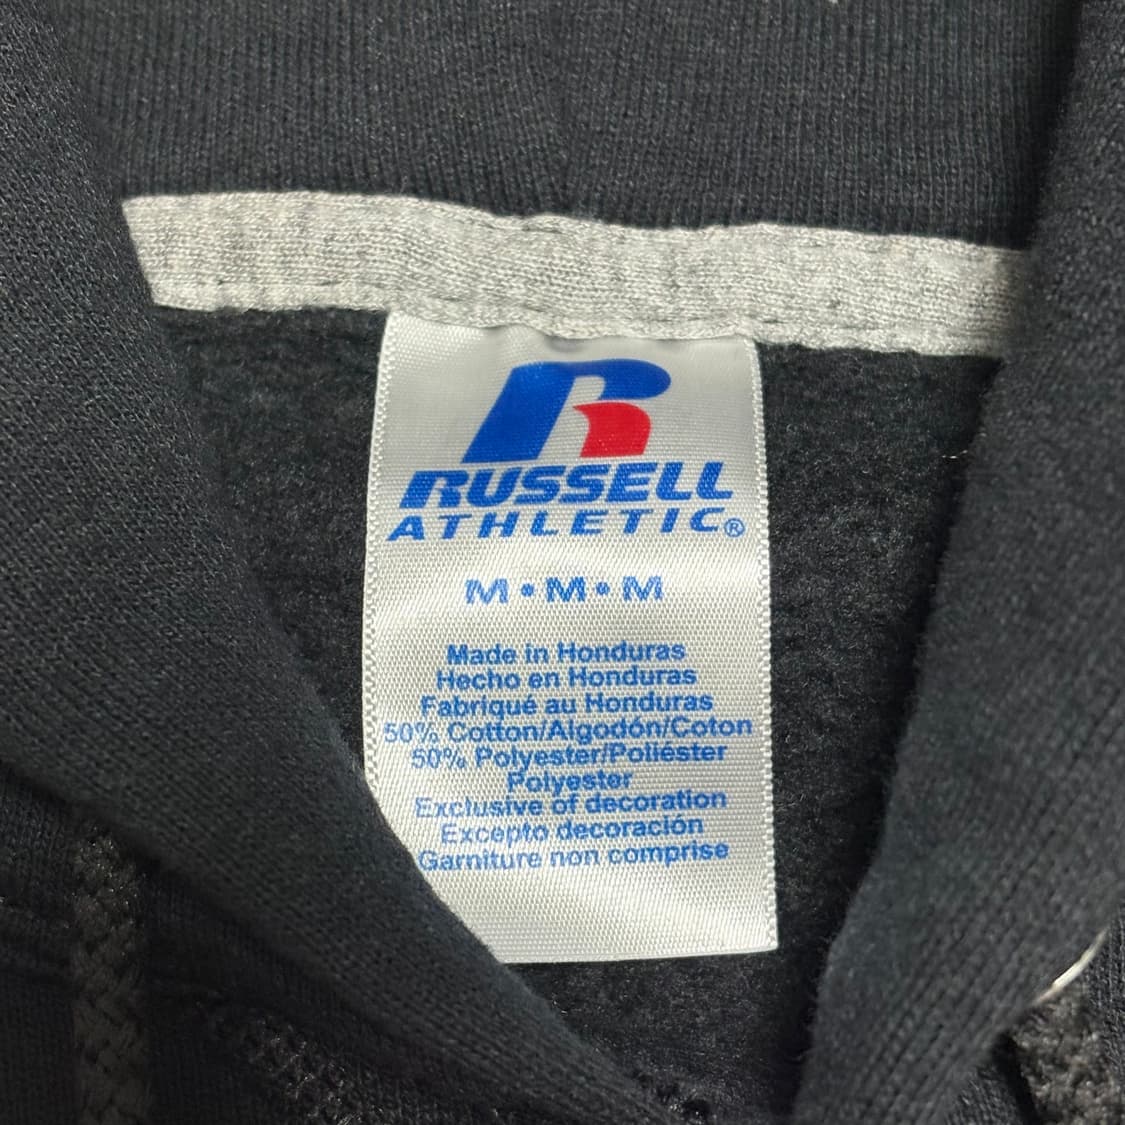 R
RUSSELL
ATHLETIC®
M • M • M
Made in Honduras
Hecho en Honduras
Fabriqué au Honduras
50% Cotton/Algodón/Coton
50% Polyester/Poliéster
Polyester
Exclusive of decoration
Excepto decoración
Garniture non comprise